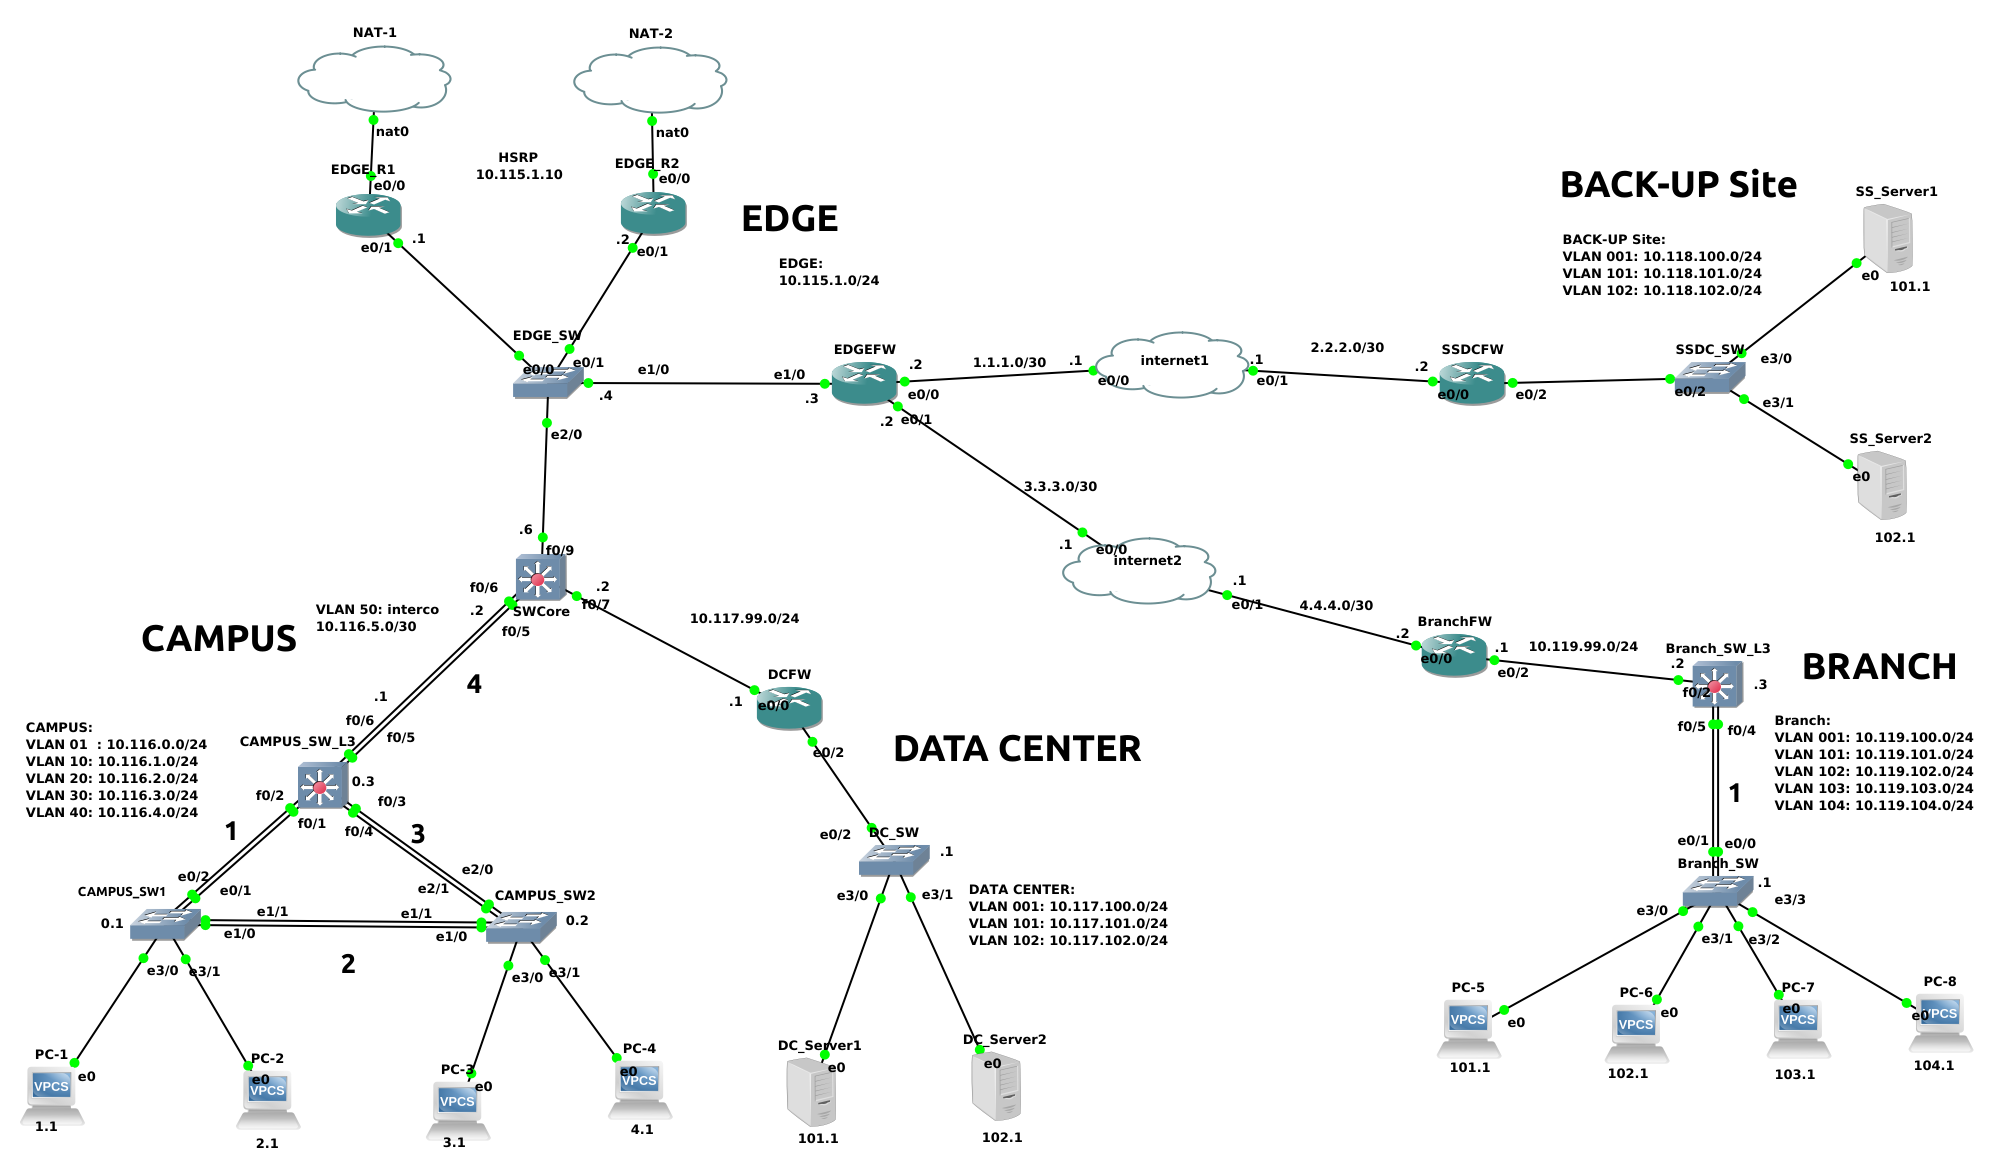 NAT-1
NAT-2
nat0
nat0
EDGE_R1
e0/0
HSRP
10.115.1.10
EDGE_R2
e0/0
e0/1
.1
.2
e0/1
EDGE
EDGE:
10.115.1.0/24
BACK-UP Site
BACK-UP Site:
VLAN 001: 10.118.100.0/24
VLAN 101: 10.118.101.0/24
VLAN 102: 10.118.102.0/24
SS_Server1
e0
101.1
EDGE_SW
e0/0
e0/1
e1/0
.4
e2/0
e1/0
.3
EDGEFW
.2
e0/0
.2
e0/1
1.1.1.0/30
.1
e0/0
internet1
.1
e0/1
2.2.2.0/30
.2
SSDCFW
e0/0
e0/2
SSDC_SW
e0/2
e3/0
e3/1
SS_Server2
e0
102.1
3.3.3.0/30
.1
e0/0
internet2
.1
e0/1
4.4.4.0/30
.2
BranchFW
e0/0
.1
e0/2
10.119.99.0/24
Branch_SW_L3
.2
f0/2
.3
BRANCH
f0/5
f0/4
Branch:
VLAN 001: 10.119.100.0/24
VLAN 101: 10.119.101.0/24
VLAN 102: 10.119.102.0/24
VLAN 103: 10.119.103.0/24
VLAN 104: 10.119.104.0/24
1
e0/1
e0/0
Branch_SW
.1
e3/0
e3/1
e3/2
e3/3
PC-5
e0
VPCS
101.1
PC-6
e0
VPCS
102.1
PC-7
e0
VPCS
103.1
PC-8
e0
VPCS
104.1
.6
f0/9
f0/6
.2
SWCore
f0/5
.2
f0/7
VLAN 50: interco
10.116.5.0/30
CAMPUS
10.117.99.0/24
4
.1
f0/6
f0/5
DCFW
.1
e0/0
e0/2
DATA CENTER
CAMPUS:
VLAN 01  : 10.116.0.0/24
VLAN 10: 10.116.1.0/24
VLAN 20: 10.116.2.0/24
VLAN 30: 10.116.3.0/24
VLAN 40: 10.116.4.0/24
CAMPUS_SW_L3
0.3
f0/2
f0/1
f0/3
f0/4
1
3
e0/2
e0/1
CAMPUS_SW1
0.1
e1/1
e1/0
2
e2/0
e2/1
e1/1
e1/0
CAMPUS_SW2
0.2
e3/0
e3/1
e3/0
e3/1
PC-1
e0
VPCS
1.1
PC-2
e0
VPCS
2.1
PC-3
e0
VPCS
3.1
PC-4
e0
VPCS
4.1
e0/2
DC_SW
.1
e3/0
e3/1
DATA CENTER:
VLAN 001: 10.117.100.0/24
VLAN 101: 10.117.101.0/24
VLAN 102: 10.117.102.0/24
DC_Server1
e0
101.1
DC_Server2
e0
102.1